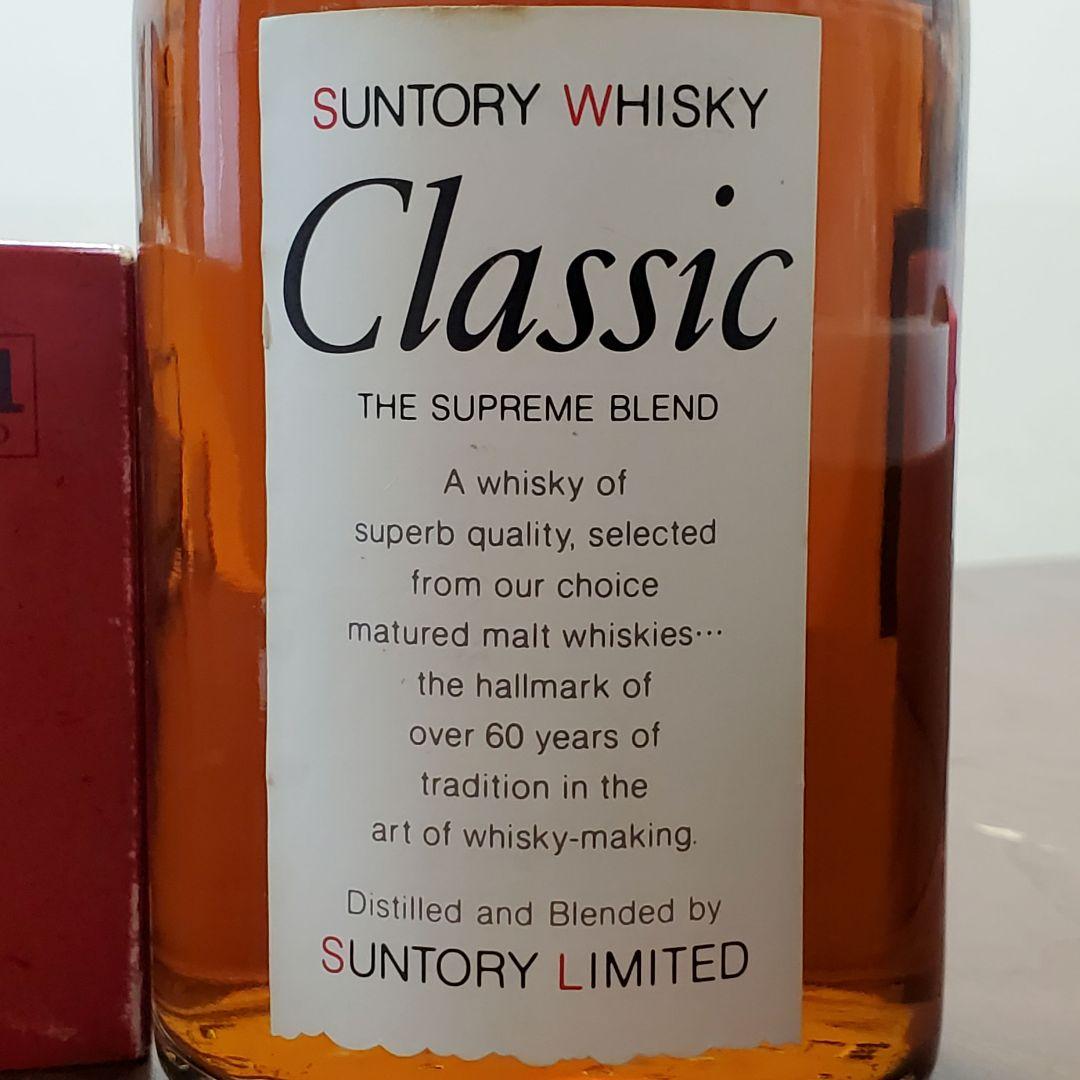 SUNTORY WHISKY
Classic
THE SUPREME BLEND
A whisky of
superb quality, selected
from our choice
matured malt whiskies…
the hallmark of
over 60 years of
tradition in the
art of whisky-making.
Distilled and Blended by
SUNTORY LIMITED